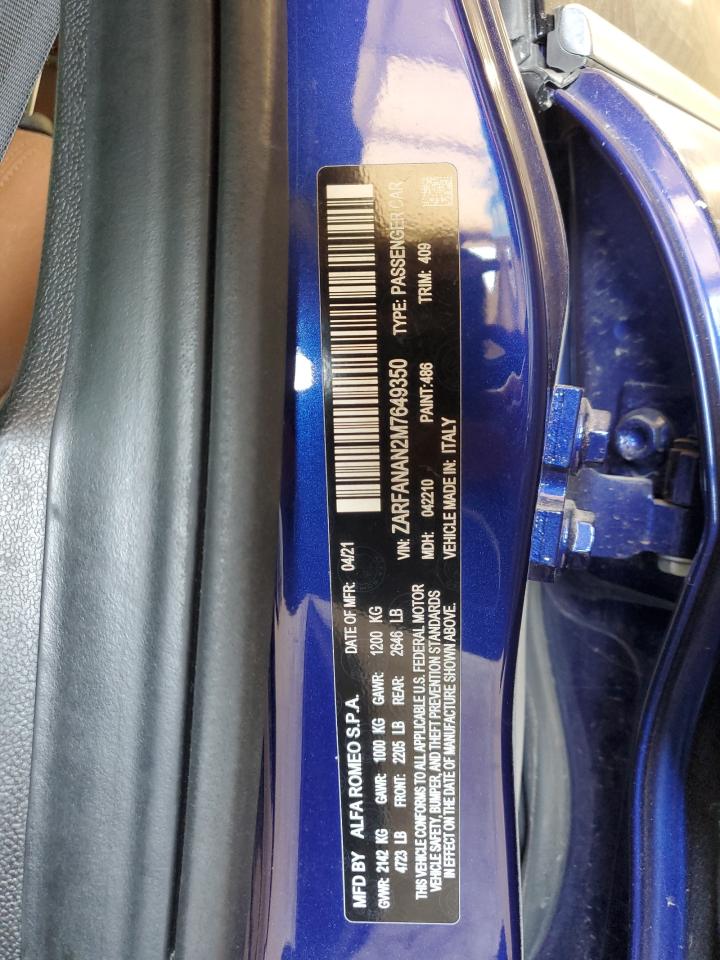 MFD BY ALFA ROMEO S.P.A. DATE OF MFR: 04/21
GVWR: 2142 KG GAWR: 1000 KG GAWR: 1200 KG
4723 LB FRONT: 2205 LB REAR: 2646 LB
THIS VEHICLE CONFORMS TO ALL APPLICABLE U.S. FEDERAL MOTOR
VEHICLE SAFETY, BUMPER, AND THEFT PREVENTION STANDARDS
IN EFFECT ON THE DATE OF MANUFACTURE SHOWN ABOVE.
VIN: ZARFANAN2M7649350 TYPE: PASSENGER CAR
MDH: 042210 PAINT: 486 TRIM: 409
VEHICLE MADE IN: ITALY